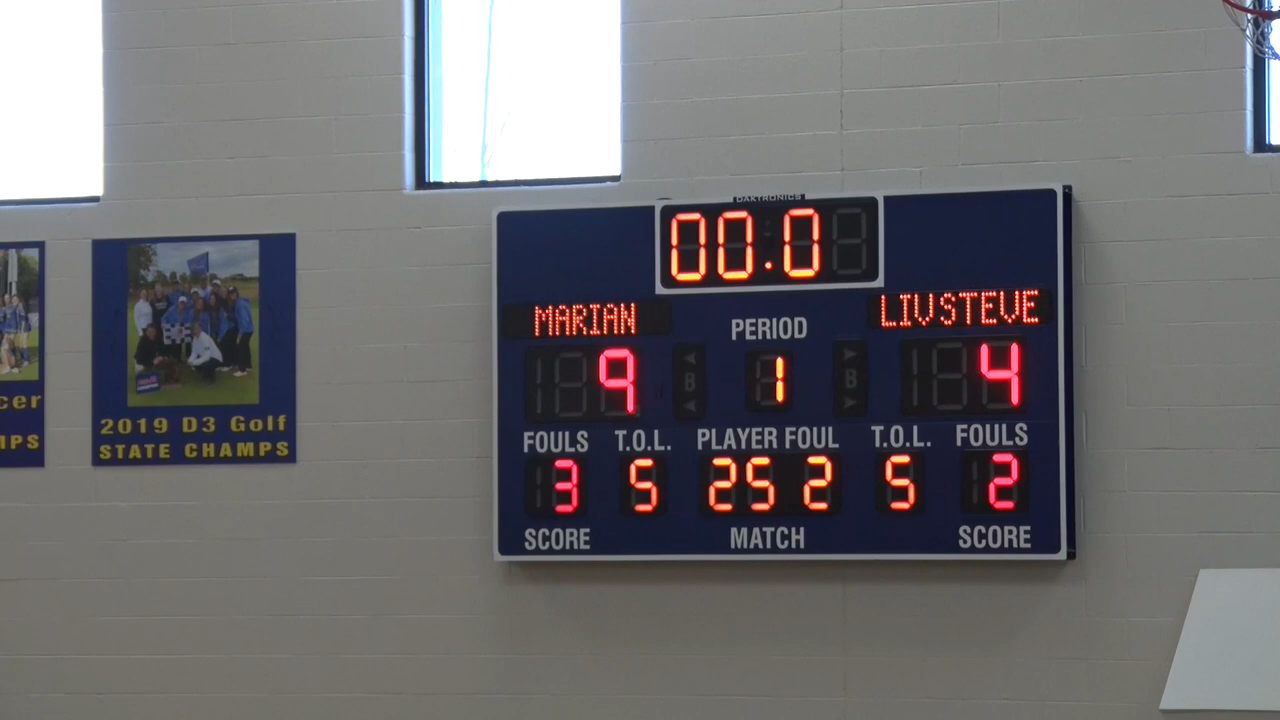 DAKTRONICS
00.0
MARIAN
LIVSTEVE
PERIOD
9
B
1
B
4
FOULS T.O.L. PLAYER FOUL T.O.L. FOULS
3 5 25 2 5 2
SCORE MATCH SCORE
cer
MPS
2019 D3 Golf
STATE CHAMPS